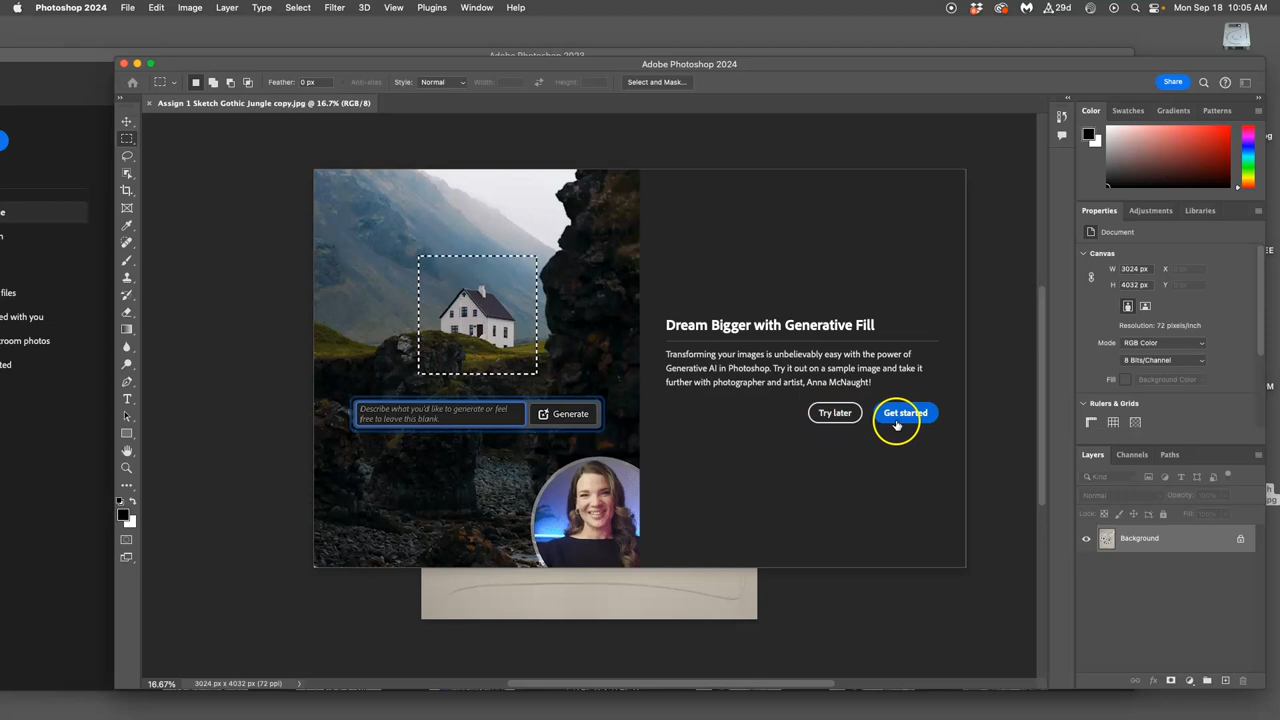 Photoshop 2024 File Edit Image Layer Type Select Filter 3D View Plugins Window Help 29d Mon Sep 18 10:05 AM
Adobe Photoshop 2023
Adobe Photoshop 2024
Feather: 0 px Anti-alias Style: Normal Width: Height: Select and Mask... Share
Assign 1 Sketch Gothic Jungle copy.jpg @ 16.7% (RGB/8)
Color Swatches Gradients Patterns
Properties Adjustments Libraries
Document
Canvas
W 3024 px X
H 4032 px Y
Resolution: 72 pixels/inch
Mode RGB Color
8 Bits/Channel
Fill Background Color
Rulers & Grids
files
ed with you
room photos
ted
Dream Bigger with Generative Fill
Transforming your images is unbelievably easy with the power of
Generative AI in Photoshop. Try it out on a sample image and take it
further with photographer and artist, Anna McNaught!
Try later Get started
Describe what you'd like to generate or feel
free to leave this blank.
Generate
Layers Channels Paths
Kind
Normal Opacity: 100%
Lock: Fill: 100%
Background
16.67% 3024 px x 4032 px (72 ppi)